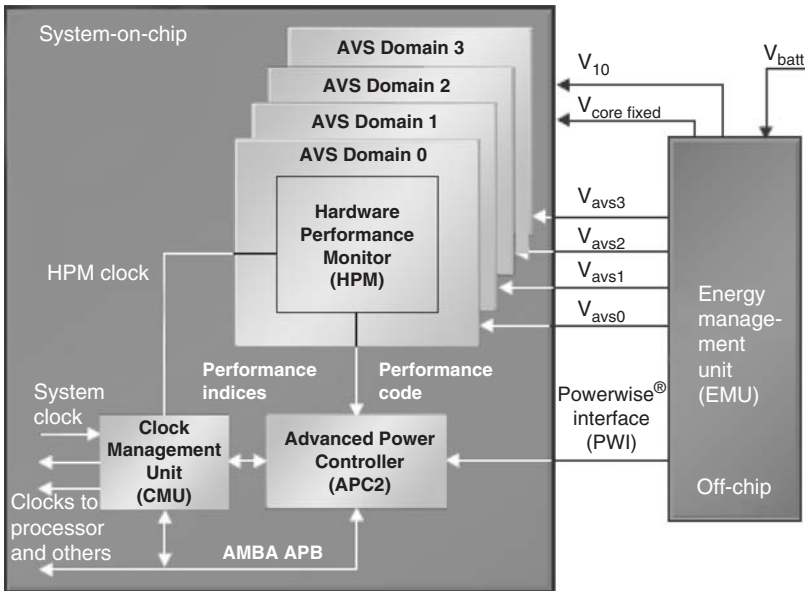 System-on-chip
AVS Domain 3
AVS Domain 2
AVS Domain 1
AVS Domain 0
Hardware
Performance
Monitor
(HPM)
HPM clock
Performance
indices
Performance
code
System
clock
Clock
Management
Unit
(CMU)
Advanced Power
Controller
(APC2)
Clocks to
processor
and others
AMBA APB
V10
Vcore fixed
Vbatt
Vavs3
Vavs2
Vavs1
Vavs0
Powerwise®
interface
(PWI)
Energy
manage-
ment
unit
(EMU)
Off-chip